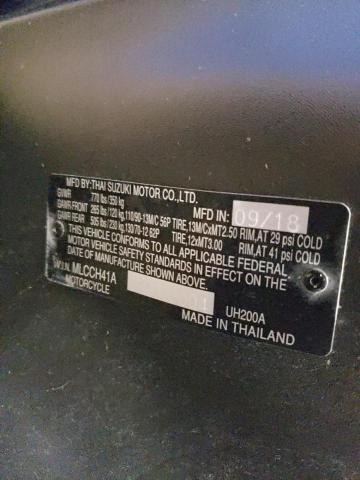 MFD BY:THAI SUZUKI MOTOR CO.,LTD. MFD IN: 09/18
GVWR 770 lbs/350 kg
GAWR FRONT 265 lbs/120 kg,110/90-13M/C 56P TIRE,13M/CxMT2.50 RIM,AT 29 psi COLD
GAWR REAR 505 lbs/230 kg,130/70-12 62P TIRE,12xMT3.00 RIM,AT 41 psi COLD
THIS VEHICLE CONFORMS TO ALL APPLICABLE FEDERAL
MOTOR VEHICLE SAFETY STANDARDS IN EFFECT ON THE
DATE OF MANUFACTURE SHOWN ABOVE.
V.I.N. MLCCH41A
MOTORCYCLE UH200A
MADE IN THAILAND